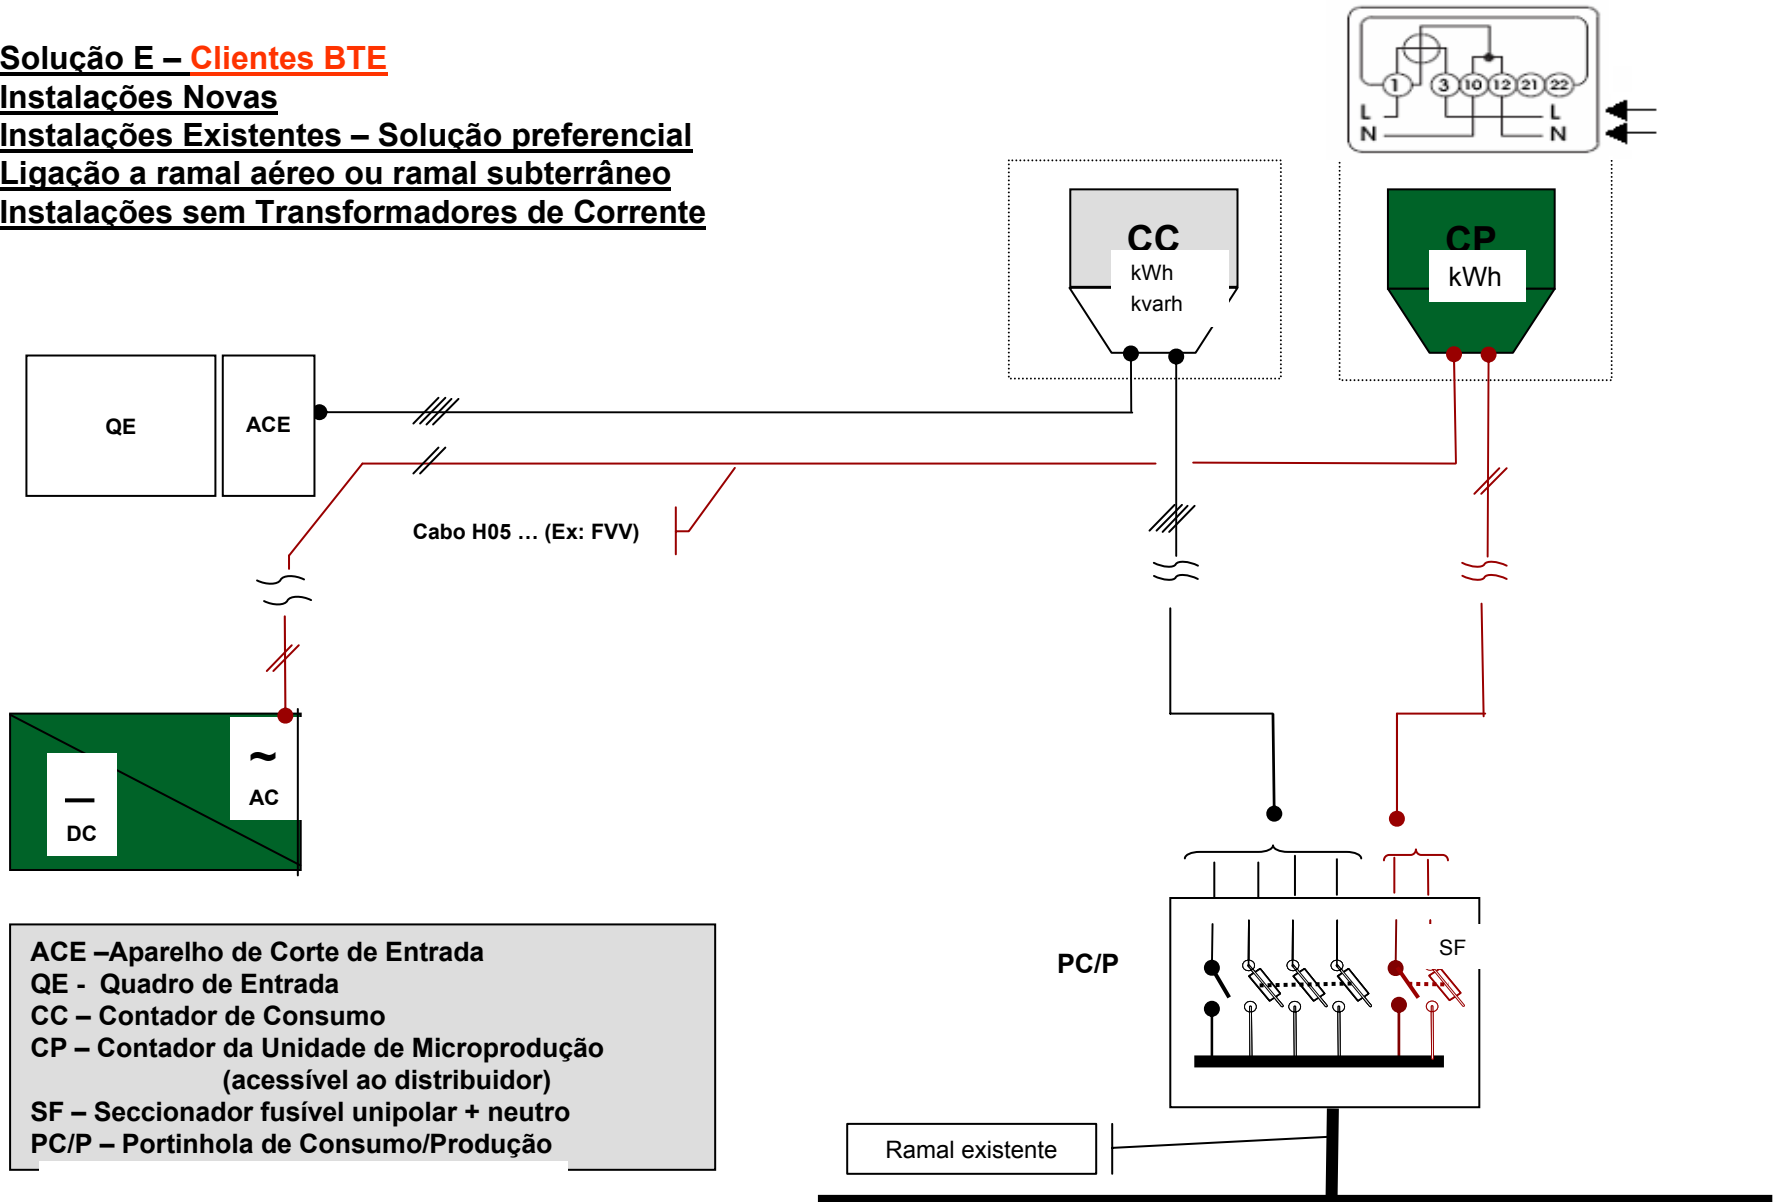 Solução E – Clientes BTE
Instalações Novas
Instalações Existentes – Solução preferencial
Ligação a ramal aéreo ou ramal subterrâneo
Instalações sem Transformadores de Corrente
1 3 10 12 21 22
L L
N N
CC
kWh
kvarh
CP
kWh
QE
ACE
Cabo H05 … (Ex: FVV)
~
AC
—
DC
SF
PC/P
ACE –Aparelho de Corte de Entrada
QE - Quadro de Entrada
CC – Contador de Consumo
CP – Contador da Unidade de Microprodução
(acessível ao distribuidor)
SF – Seccionador fusível unipolar + neutro
PC/P – Portinhola de Consumo/Produção
Ramal existente